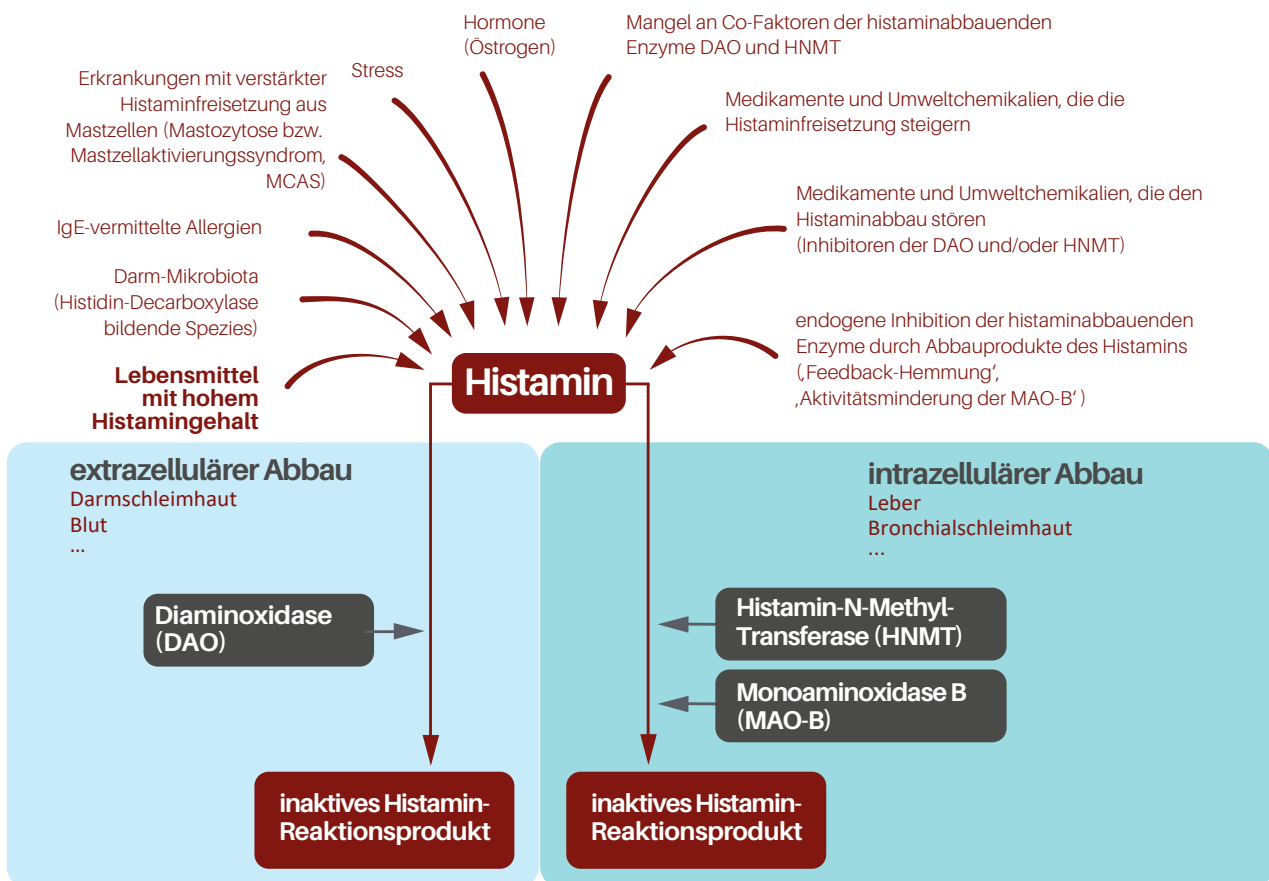 Hormone
(Östrogen)
Mangel an Co-Faktoren der histaminabbauenden
Enzyme DAO und HNMT
Stress
Erkrankungen mit verstärkter
Histaminfreisetzung aus
Mastzellen (Mastozytose bzw.
Mastzellaktivierungssyndrom,
MCAS)
Medikamente und Umweltchemikalien, die die
Histaminfreisetzung steigern
IgE-vermittelte Allergien
Medikamente und Umweltchemikalien, die den
Histaminabbau stören
(Inhibitoren der DAO und/oder HNMT)
Darm-Mikrobiota
(Histidin-Decarboxylase
bildende Spezies)
endogene Inhibition der histaminabbauenden
Enzyme durch Abbauprodukte des Histamins
(‚Feedback-Hemmung‘,
‚Aktivitätsminderung der MAO-B‘ )
Lebensmittel
mit hohem
Histamingehalt
Histamin
extrazellulärer Abbau
Darmschleimhaut
Blut
...
intrazellulärer Abbau
Leber
Bronchialschleimhaut
...
Diaminoxidase
(DAO)
Histamin-N-Methyl-
Transferase (HNMT)
Monoaminoxidase B
(MAO-B)
inaktives Histamin-
Reaktionsprodukt
inaktives Histamin-
Reaktionsprodukt